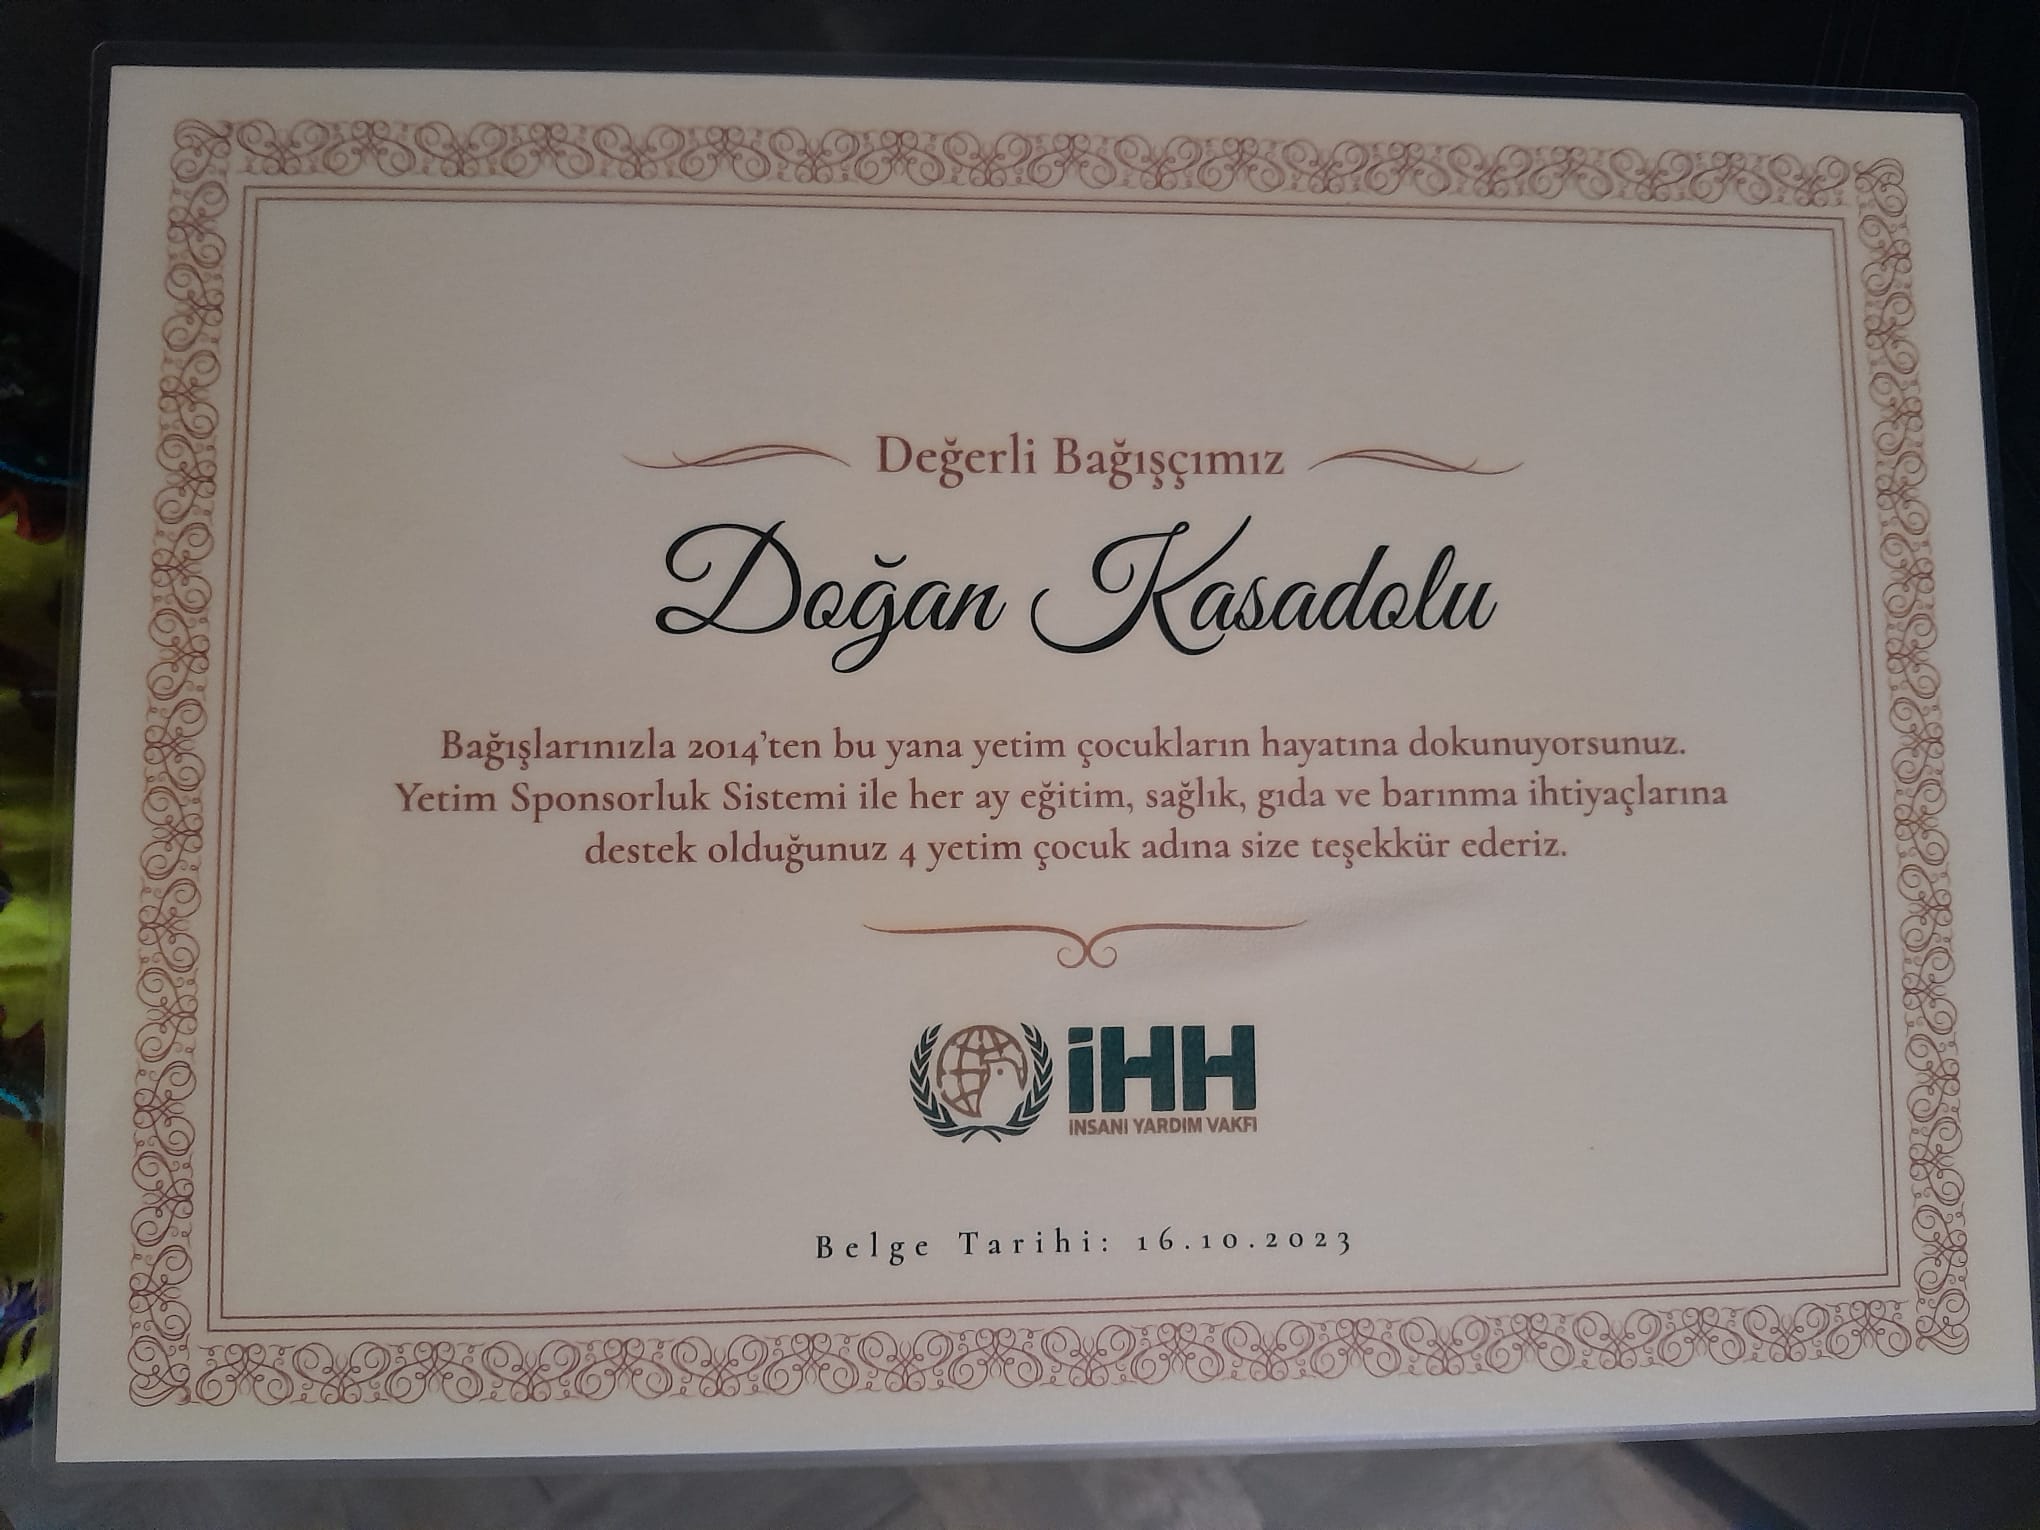 Değerli Bağışçımız
Doğan Kasadolu
Bağışlarınızla 2014'ten bu yana yetim çocukların hayatına dokunuyorsunuz.
Yetim Sponsorluk Sistemi ile her ay eğitim, sağlık, gıda ve barınma ihtiyaçlarına
destek olduğunuz 4 yetim çocuk adına size teşekkür ederiz.
İHH
İNSANİ YARDIM VAKFI
Belge Tarihi: 16.10.2023